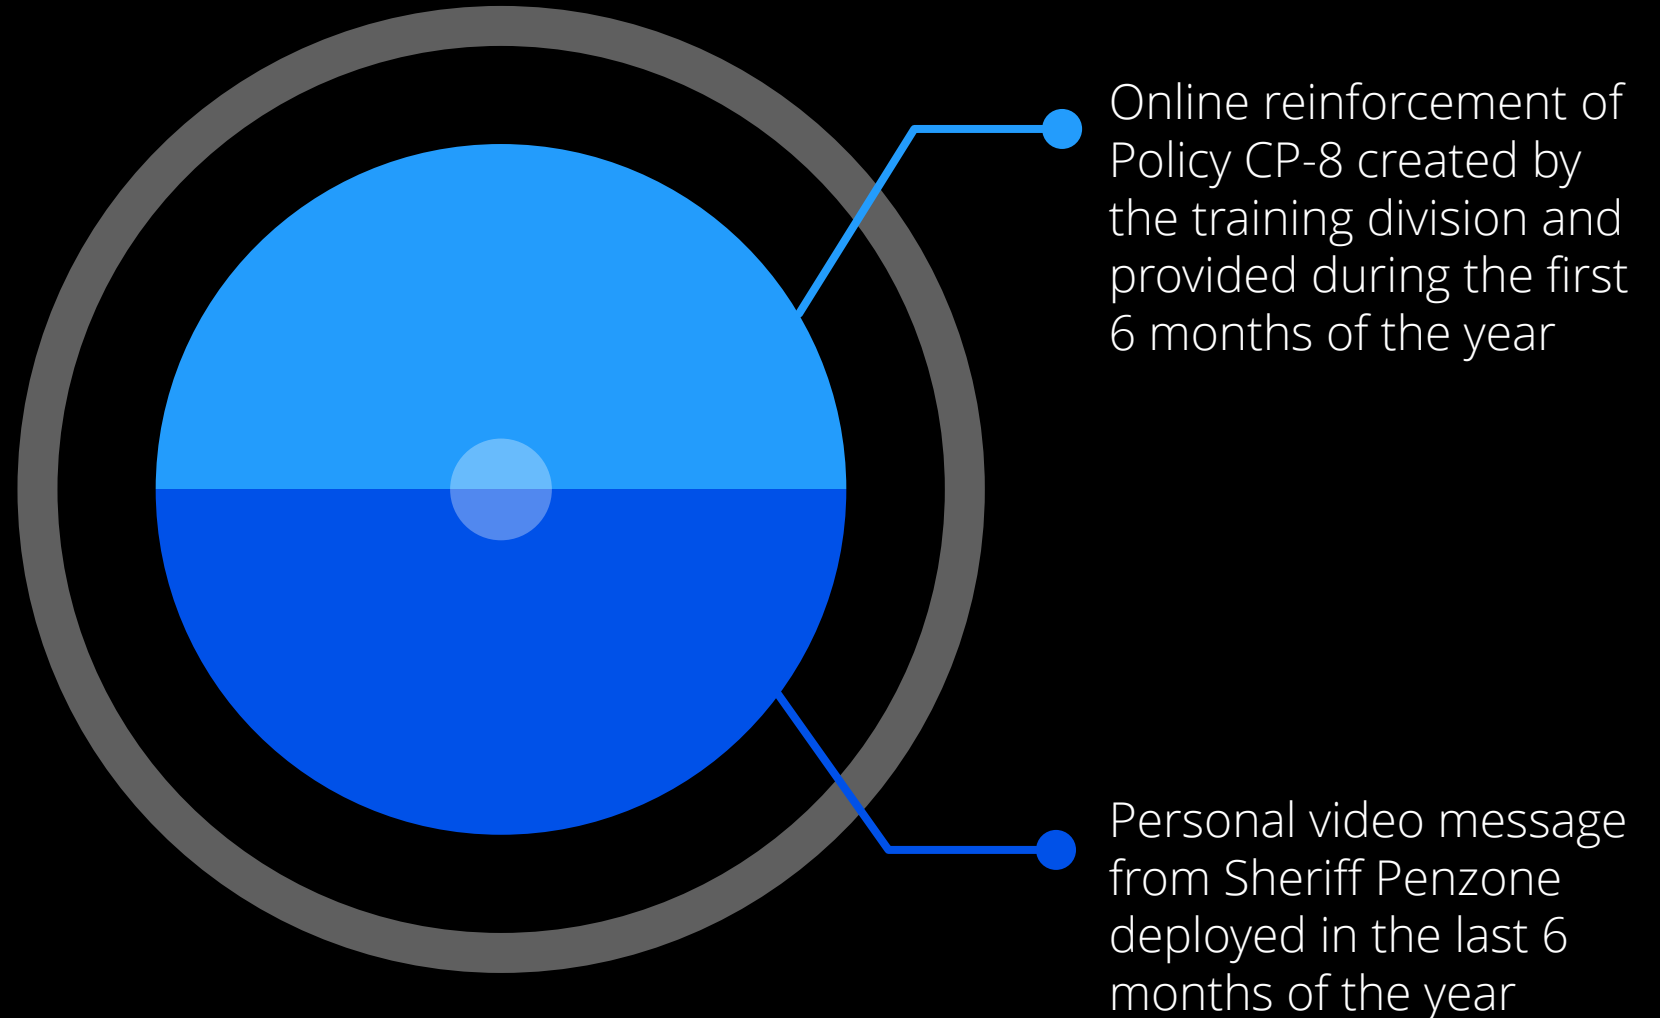 Online reinforcement of
Policy CP-8 created by
the training division and
provided during the first
6 months of the year
Personal video message
from Sheriff Penzone
deployed in the last 6
months of the year